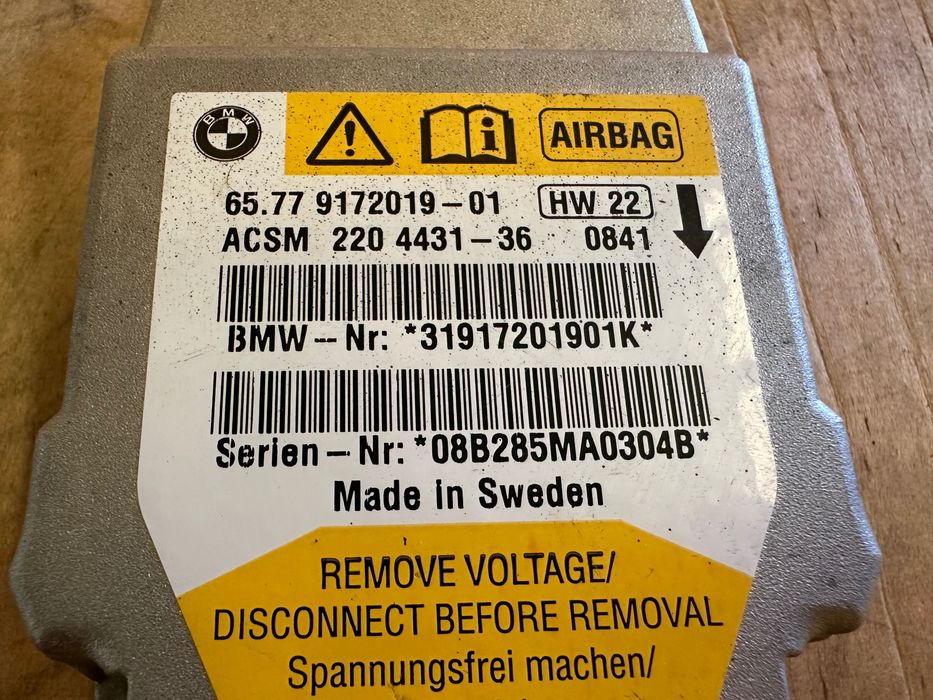 BMW
AIRBAG
65.77 9172019-01 HW 22
ACSM 220 4431-36 0841
BMW-Nr: *31917201901K*
Serien-Nr: *08B285MA0304B*
Made in Sweden
REMOVE VOLTAGE/
DISCONNECT BEFORE REMOVAL
Spannungsfrei machen/